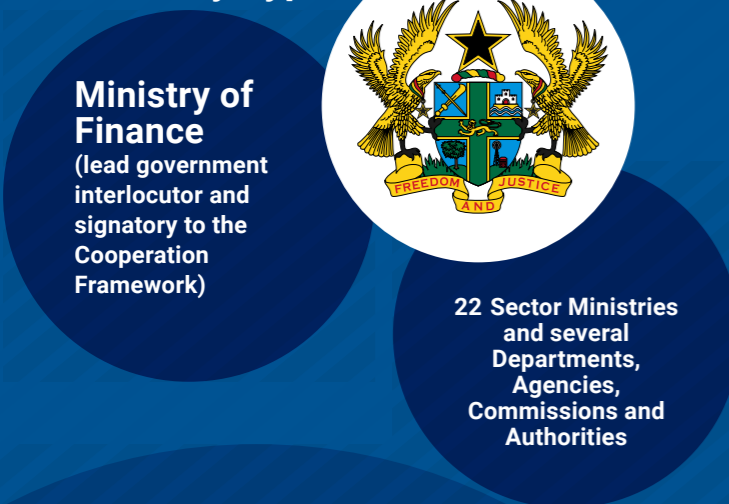 Ministry of
Finance
(lead government
interlocutor and
signatory to the
Cooperation
Framework)
FREEDOM AND JUSTICE
22 Sector Ministries
and several
Departments,
Agencies,
Commissions and
Authorities